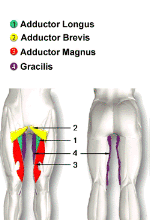 1 Adductor Longus
2 Adductor Brevis
3 Adductor Magnus
4 Gracilis
2
1
4
3